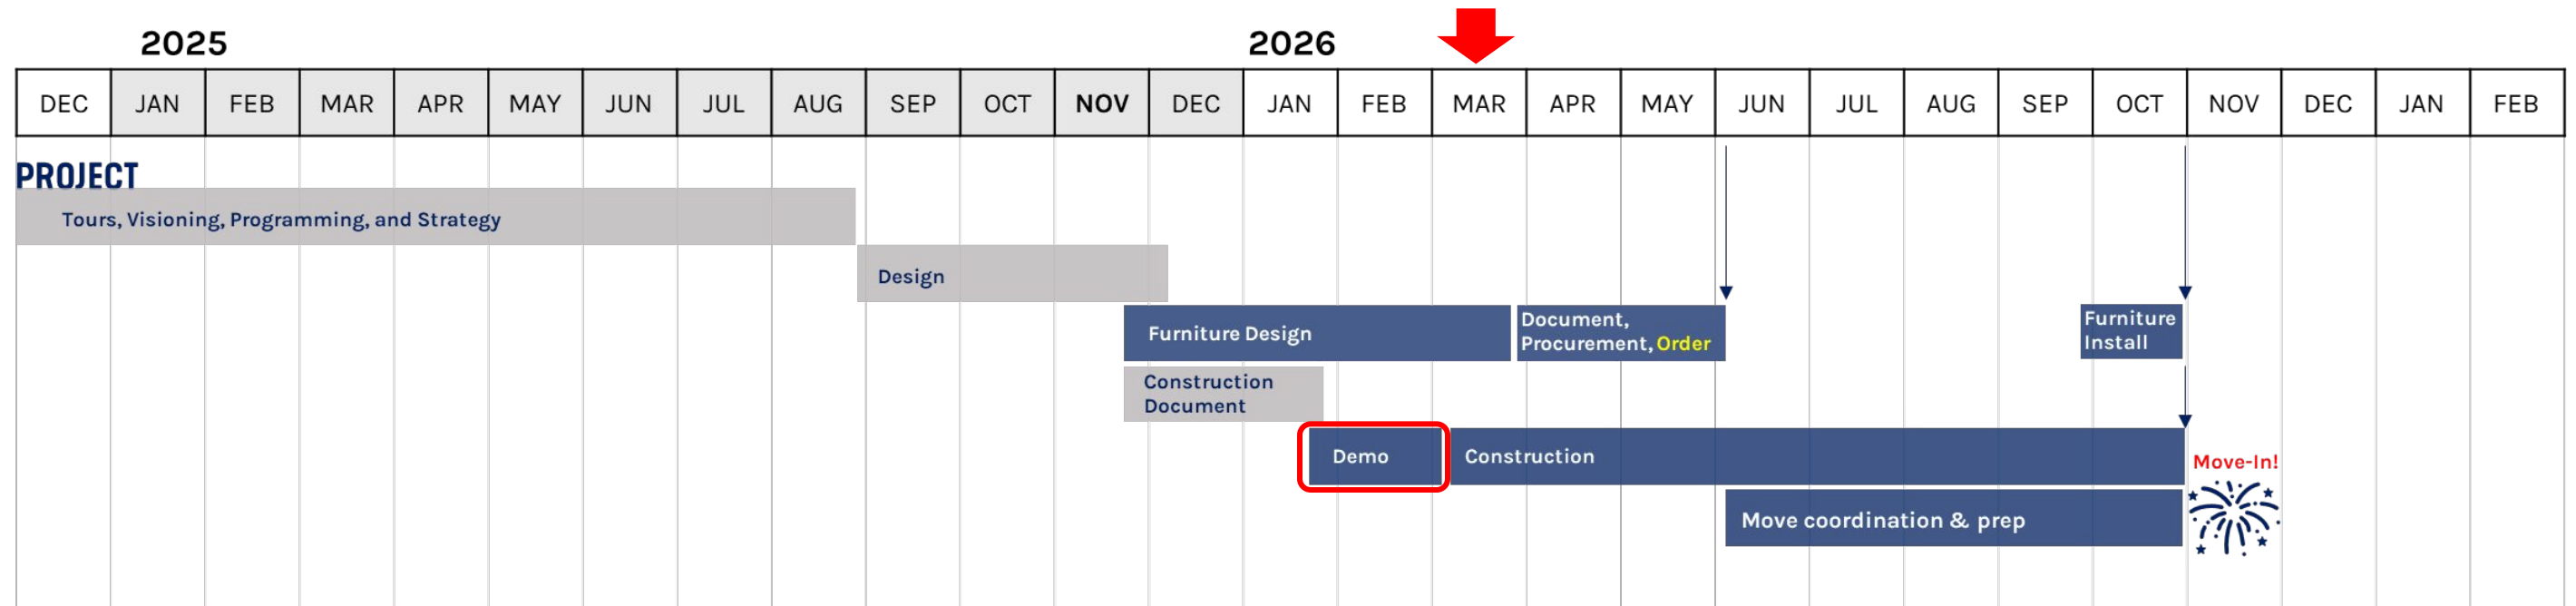 2025 2026
DEC JAN FEB MAR APR MAY JUN JUL AUG SEP OCT NOV DEC JAN FEB MAR APR MAY JUN JUL AUG SEP OCT NOV DEC JAN FEB
PROJECT
Tours, Visioning, Programming, and Strategy
Design
Furniture Design
Document,
Procurement, Order
Furniture
Install
Construction
Document
Demo
Construction
Move-In!
Move coordination & prep